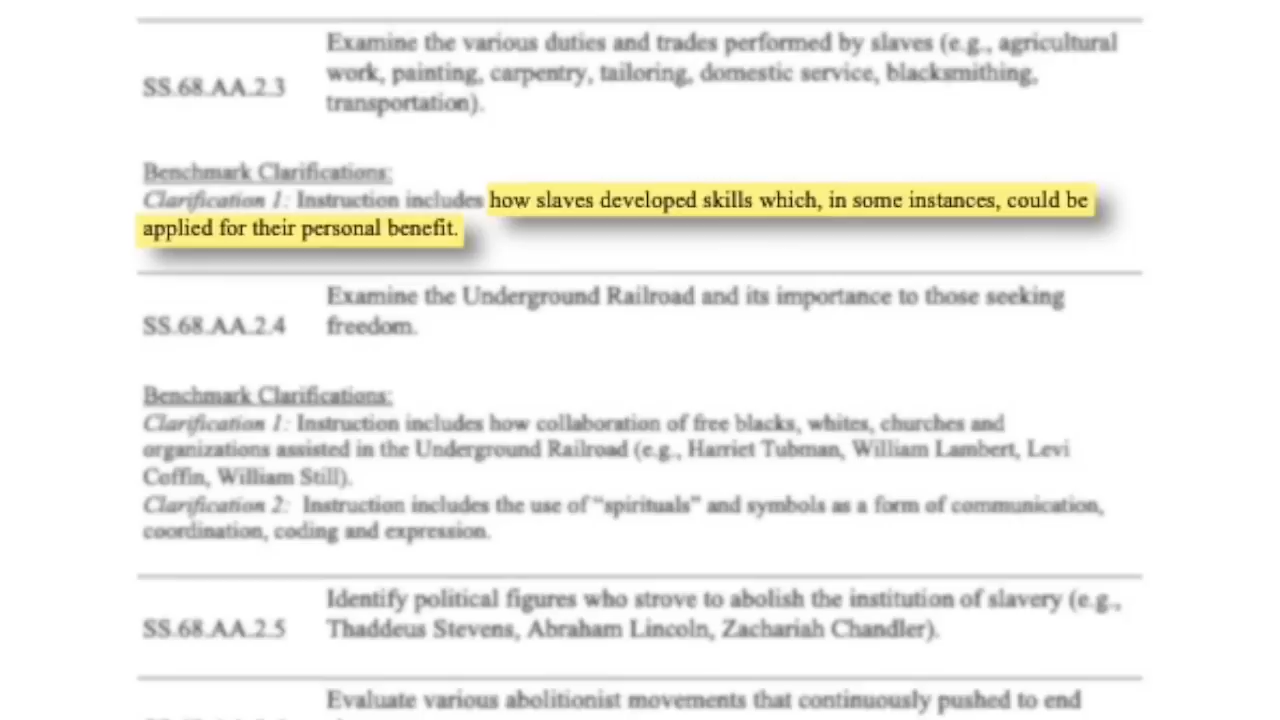 Examine the various duties and trades performed by slaves (e.g., agricultural
work, painting, carpentry, tailoring, domestic service, blacksmithing,
SS.68.AA.2.3
transportation).
Benchmark Clarifications:
Clarification 1: Instruction includes how slaves developed skills which, in some instances, could be
applied for their personal benefit.
Examine the Underground Railroad and its importance to those seeking
SS.68.AA.2.4 freedom.
Benchmark Clarifications:
Clarification 1: Instruction includes how collaboration of free blacks, whites, churches and
organizations assisted in the Underground Railroad (e.g., Harriet Tubman, William Lambert, Levi
Coffin, William Still).
Clarification 2: Instruction includes the use of “spirituals” and symbols as a form of communication,
coordination, coding and expression.
Identify political figures who strove to abolish the institution of slavery (e.g.,
SS.68.AA.2.5 Thaddeus Stevens, Abraham Lincoln, Zachariah Chandler).
Evaluate various abolitionist movements that continuously pushed to end